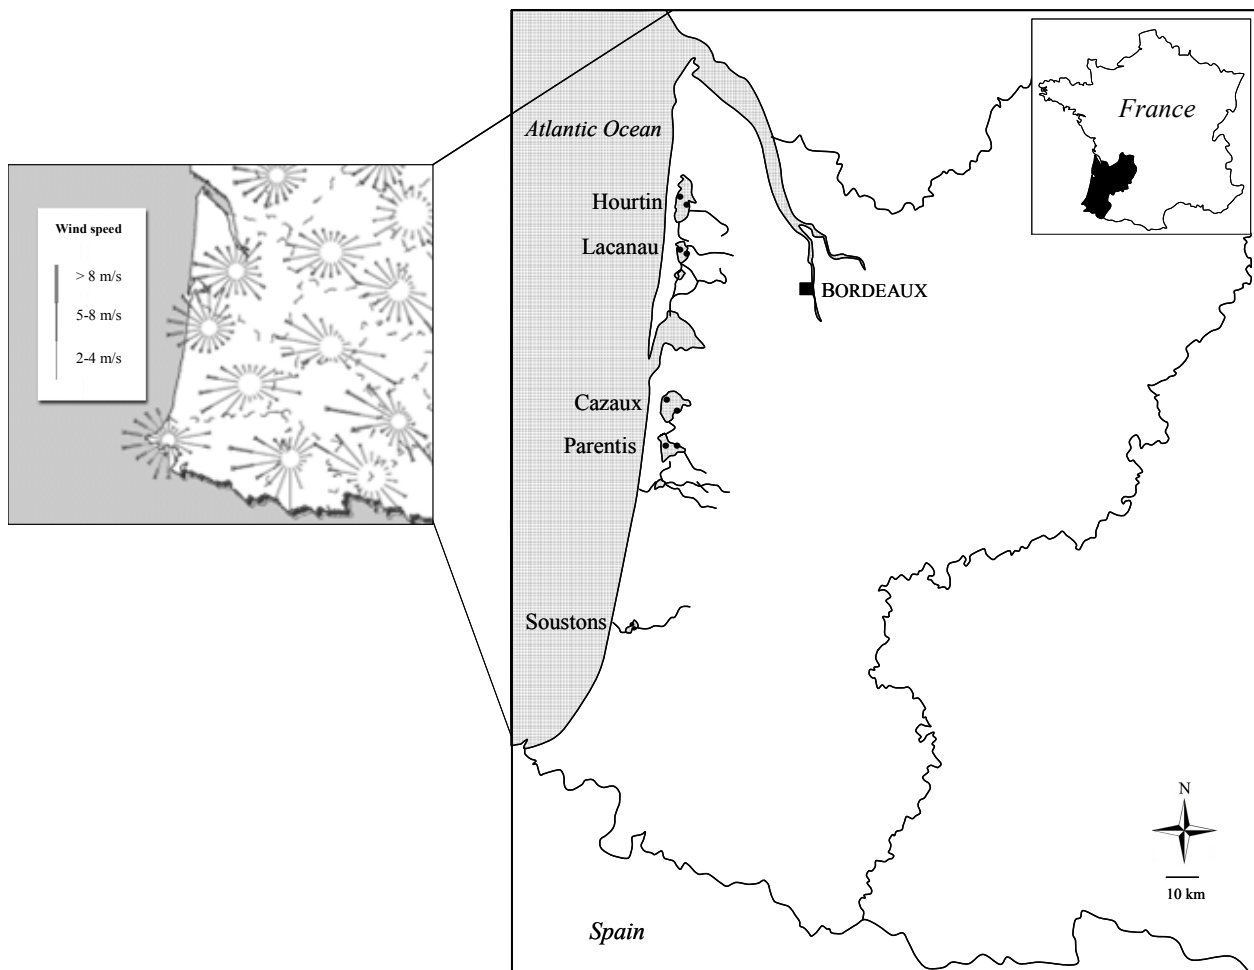 Wind speed
> 8 m/s
5-8 m/s
2-4 m/s
Atlantic Ocean
Hourtin
Lacanau
BORDEAUX
Cazaux
Parentis
Soustons
Spain
France
N
10 km